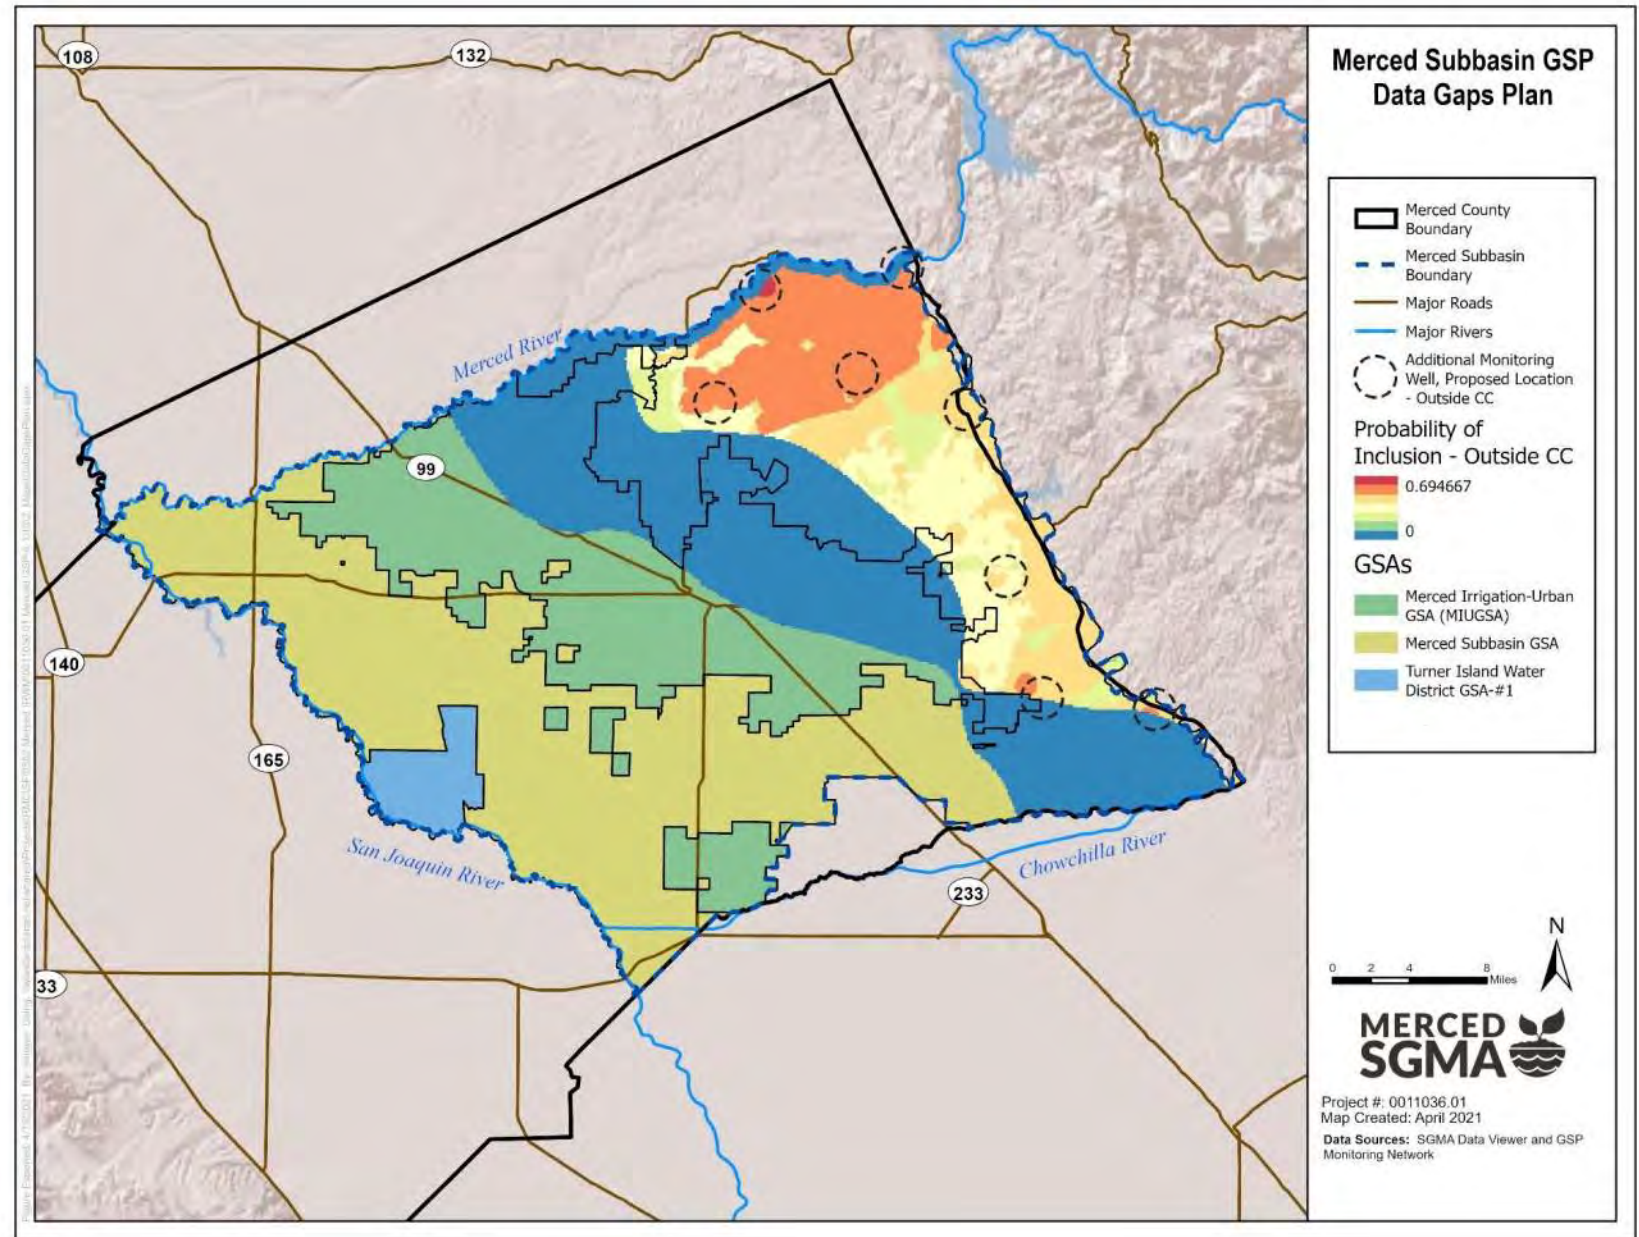 Merced Subbasin GSP
Data Gaps Plan
Merced County
Boundary
Merced Subbasin
Boundary
Major Roads
Major Rivers
Additional Monitoring
Well, Proposed Location
- Outside CC
Probability of
Inclusion - Outside CC
0.694667
0
GSAs
Merced Irrigation-Urban
GSA (MIUGSA)
Merced Subbasin GSA
Turner Island Water
District GSA-#1
108
132
Merced River
99
140
165
San Joaquin River
Chowchilla River
233
33
N
0 2 4 8
Miles
MERCED
SGMA
Project #: 0011036.01
Map Created: April 2021
Data Sources: SGMA Data Viewer and GSP
Monitoring Network